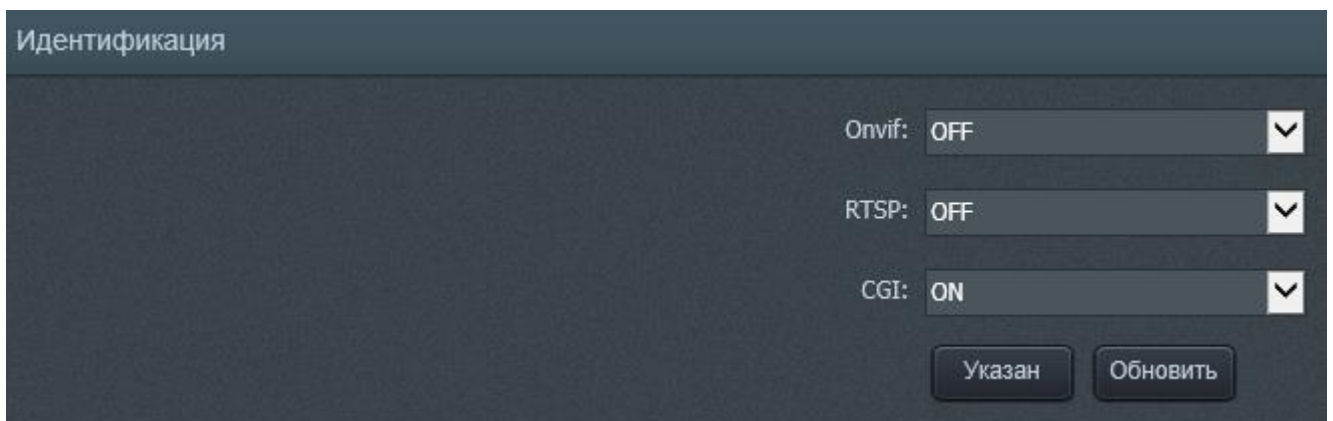 Идентификация
Onvif: OFF
RTSP: OFF
CGI: ON
Указан Обновить